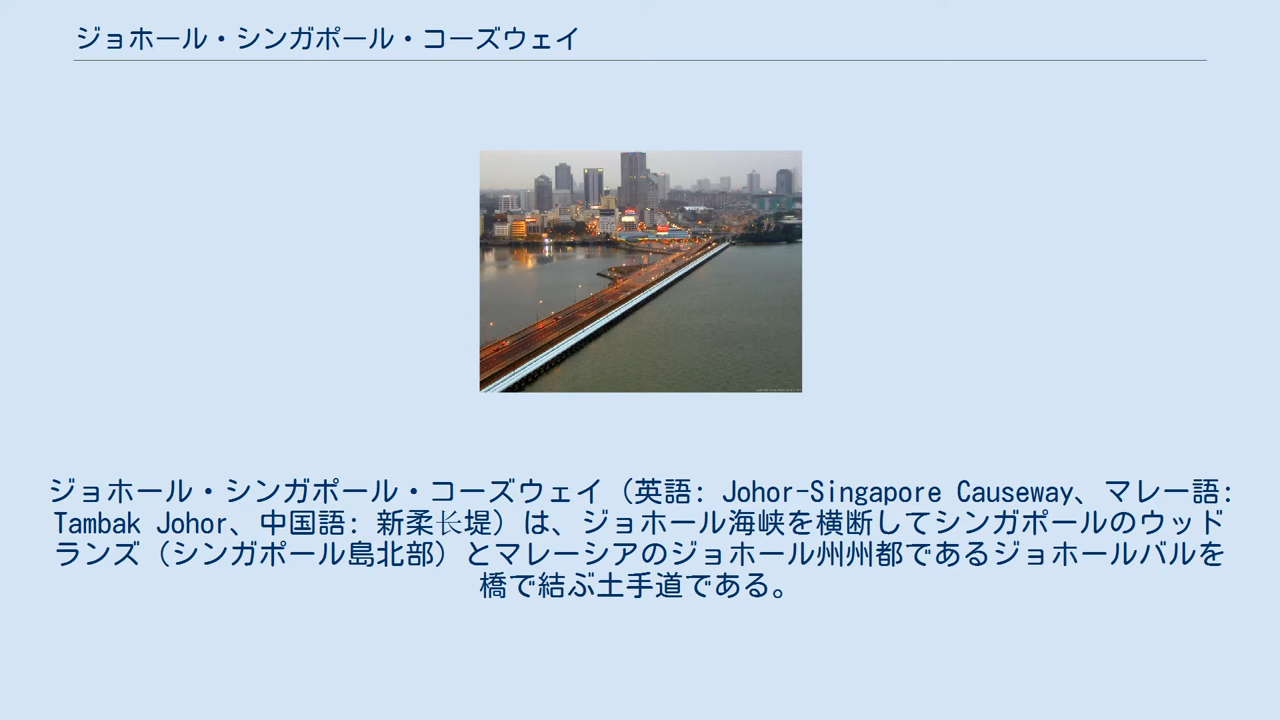 ジョホール・シンガポール・コーズウェイ
ジョホール・シンガポール・コーズウェイ（英語: Johor-Singapore Causeway、マレー語:
Tambak Johor、中国語: 新柔长堤）は、ジョホール海峡を横断してシンガポールのウッド
ランズ（シンガポール島北部）とマレーシアのジョホール州州都であるジョホールバルを
橋で結ぶ土手道である。